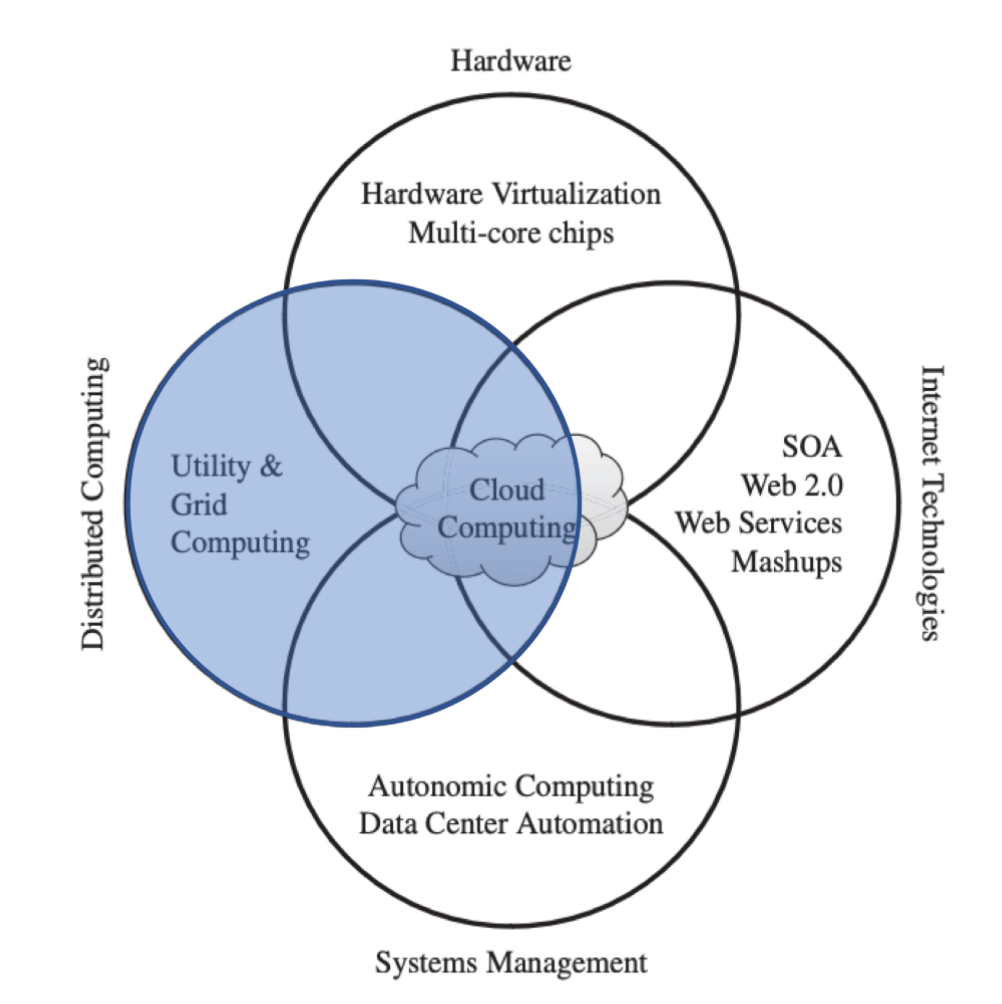 Hardware
Hardware Virtualization
Multi-core chips
Distributed Computing
Utility &
Grid
Computing
Cloud
Computing
SOA
Web 2.0
Web Services
Mashups
Internet Technologies
Autonomic Computing
Data Center Automation
Systems Management